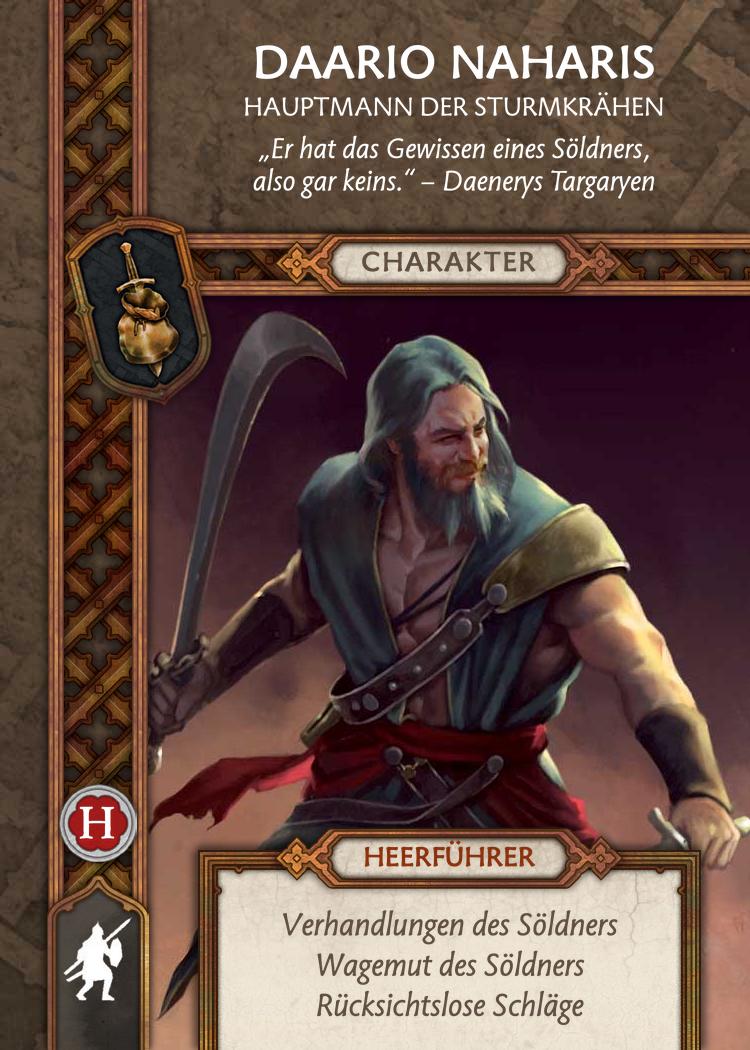 DAARIO NAHARIS
HAUPTMANN DER STURMKRÄHEN
„Er hat das Gewissen eines Söldners,
also gar keins.“ – Daenerys Targaryen
CHARAKTER
H
HEERFÜHRER
Verhandlungen des Söldners
Wagemut des Söldners
Rücksichtslose Schläge